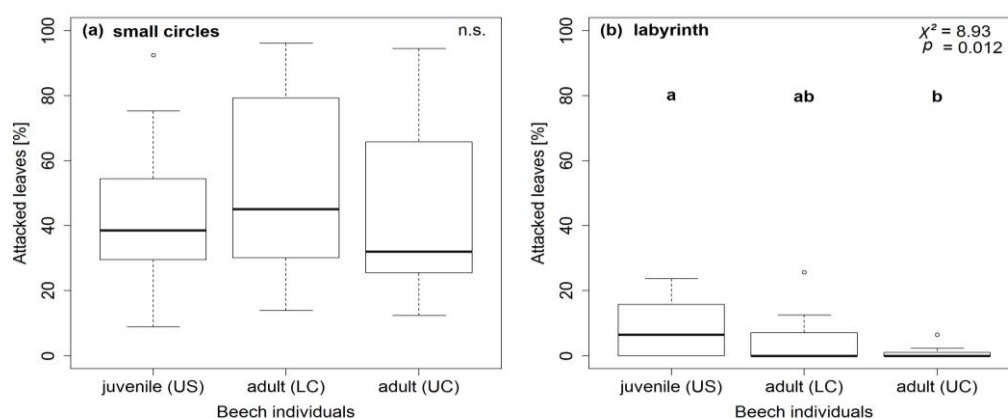 (a) small circles
n.s.
Attacked leaves [%]
100
80
60
40
20
0
juvenile (US) adult (LC) adult (UC)
Beech individuals
(b) labyrinth
χ² = 8.93
p = 0.012
a ab b
Attacked leaves [%]
100
80
60
40
20
0
juvenile (US) adult (LC) adult (UC)
Beech individuals